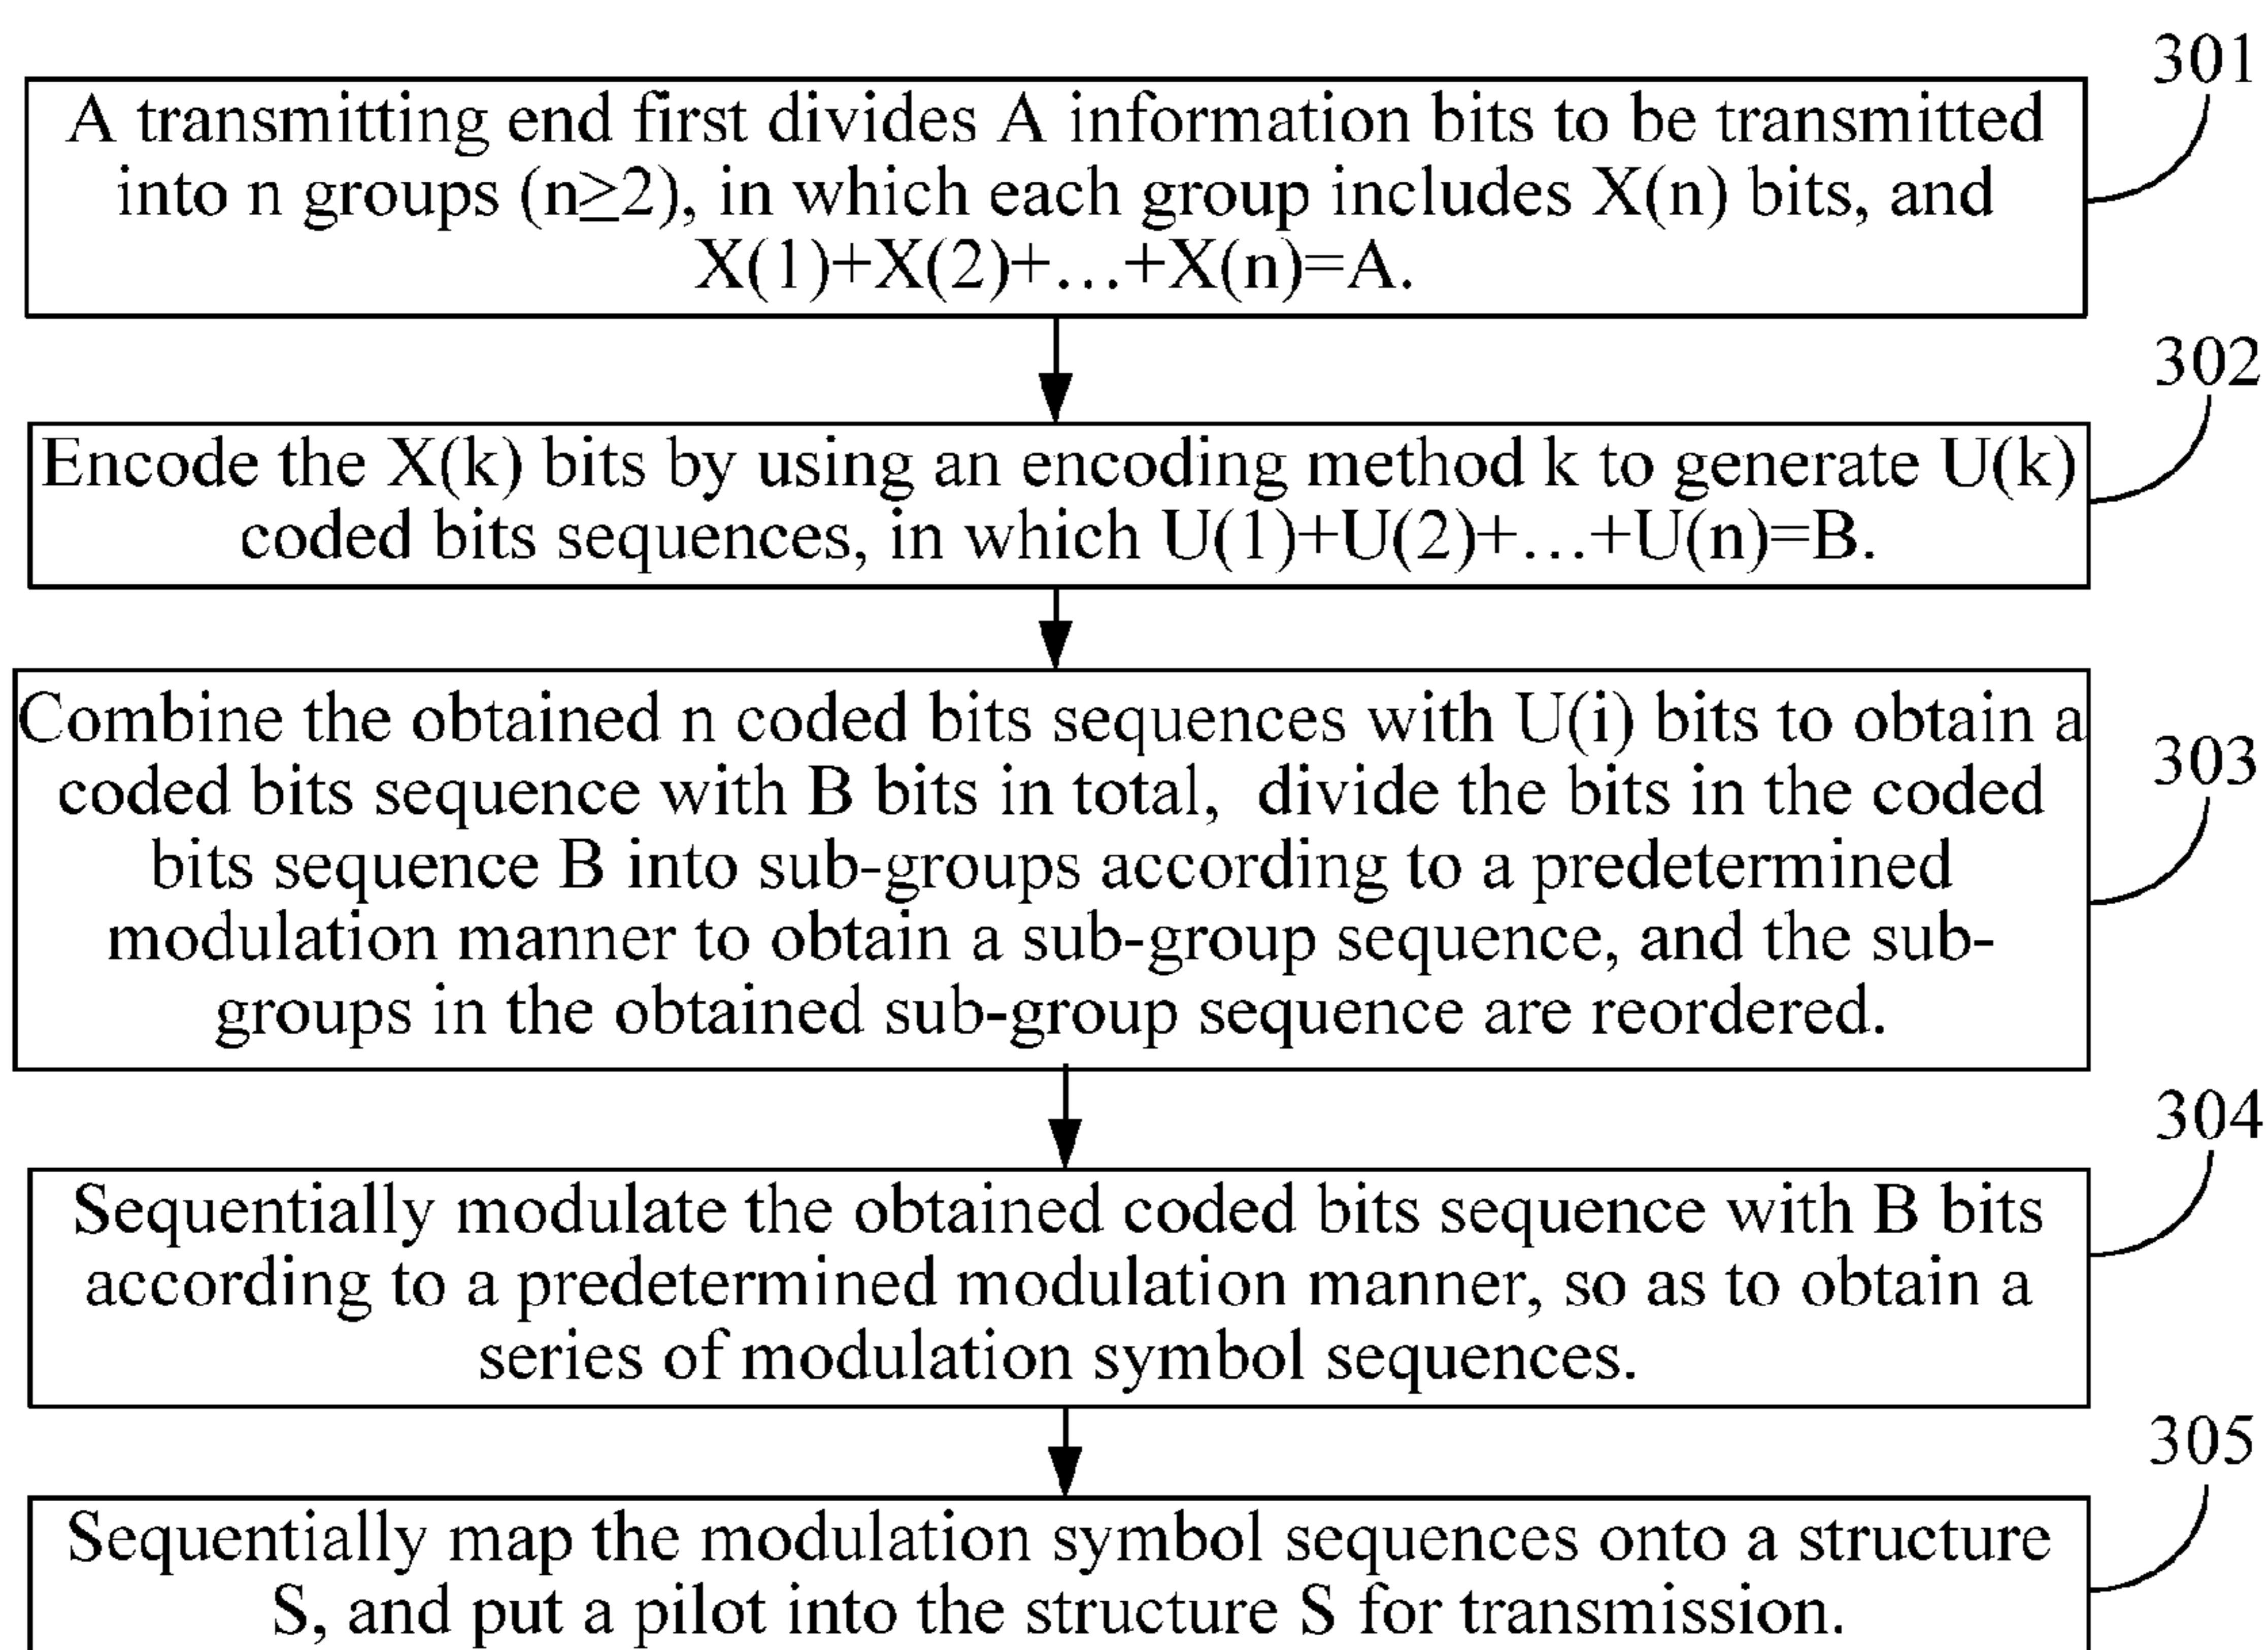 301
A transmitting end first divides A information bits to be transmitted
into n groups (n≥2), in which each group includes X(n) bits, and
X(1)+X(2)+...+X(n)=A.
302
Encode the X(k) bits by using an encoding method k to generate U(k)
coded bits sequences, in which U(1)+U(2)+...+U(n)=B.
303
Combine the obtained n coded bits sequences with U(i) bits to obtain a
coded bits sequence with B bits in total, divide the bits in the coded
bits sequence B into sub-groups according to a predetermined
modulation manner to obtain a sub-group sequence, and the sub-
groups in the obtained sub-group sequence are reordered.
304
Sequentially modulate the obtained coded bits sequence with B bits
according to a predetermined modulation manner, so as to obtain a
series of modulation symbol sequences.
305
Sequentially map the modulation symbol sequences onto a structure
S, and put a pilot into the structure S for transmission.